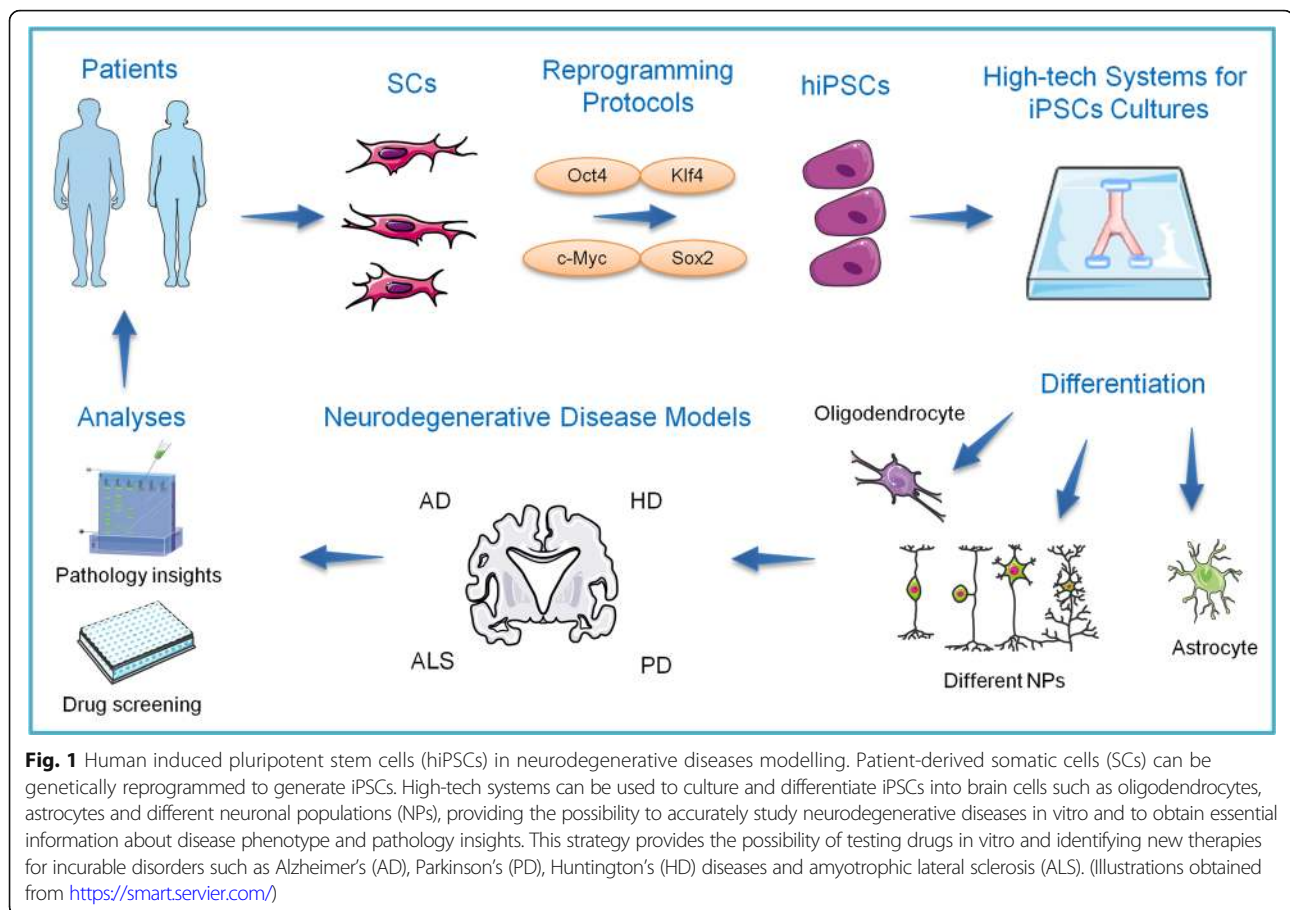 Patients
SCs
Reprogramming
Protocols
hiPSCs
High-tech Systems for
iPSCs Cultures
Oct4
Klf4
c-Myc
Sox2
Differentiation
Oligodendrocyte
Different NPs
Astrocyte
Neurodegenerative Disease Models
AD
HD
ALS
PD
Analyses
Pathology insights
Drug screening
Fig. 1 Human induced pluripotent stem cells (hiPSCs) in neurodegenerative diseases modelling. Patient-derived somatic cells (SCs) can be
genetically reprogrammed to generate iPSCs. High-tech systems can be used to culture and differentiate iPSCs into brain cells such as oligodendrocytes,
astrocytes and different neuronal populations (NPs), providing the possibility to accurately study neurodegenerative diseases in vitro and to obtain essential
information about disease phenotype and pathology insights. This strategy provides the possibility of testing drugs in vitro and identifying new therapies
for incurable disorders such as Alzheimer's (AD), Parkinson's (PD), Huntington's (HD) diseases and amyotrophic lateral sclerosis (ALS). (Illustrations obtained
from https://smart.servier.com/)